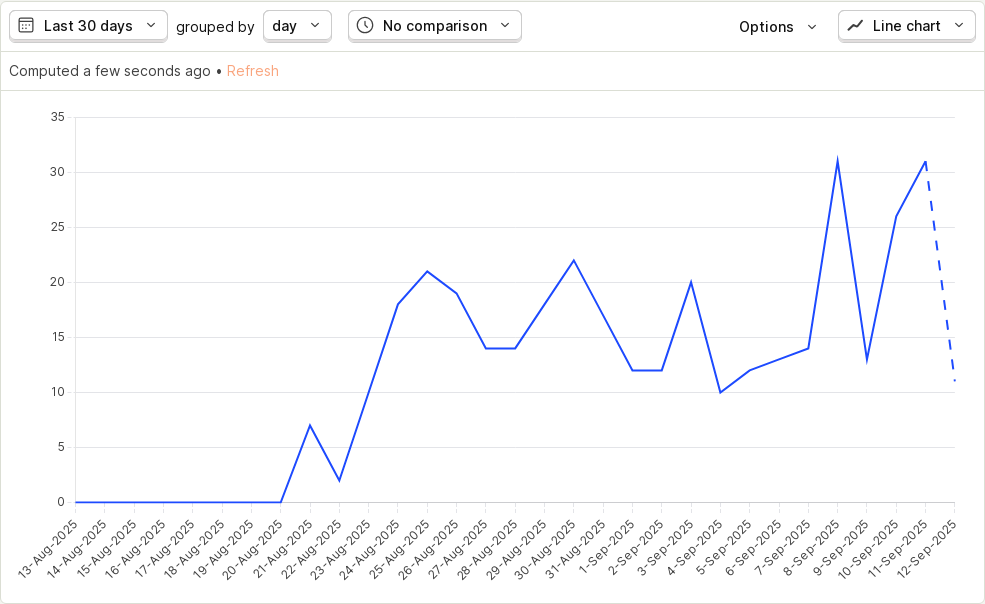 Last 30 days grouped by day No comparison Options Line chart
Computed a few seconds ago • Refresh
35
30
25
20
15
10
5
0
13-Aug-2025
14-Aug-2025
15-Aug-2025
16-Aug-2025
17-Aug-2025
18-Aug-2025
19-Aug-2025
20-Aug-2025
21-Aug-2025
22-Aug-2025
23-Aug-2025
24-Aug-2025
25-Aug-2025
26-Aug-2025
27-Aug-2025
28-Aug-2025
29-Aug-2025
30-Aug-2025
31-Aug-2025
1-Sep-2025
2-Sep-2025
3-Sep-2025
4-Sep-2025
5-Sep-2025
6-Sep-2025
7-Sep-2025
8-Sep-2025
9-Sep-2025
10-Sep-2025
11-Sep-2025
12-Sep-2025